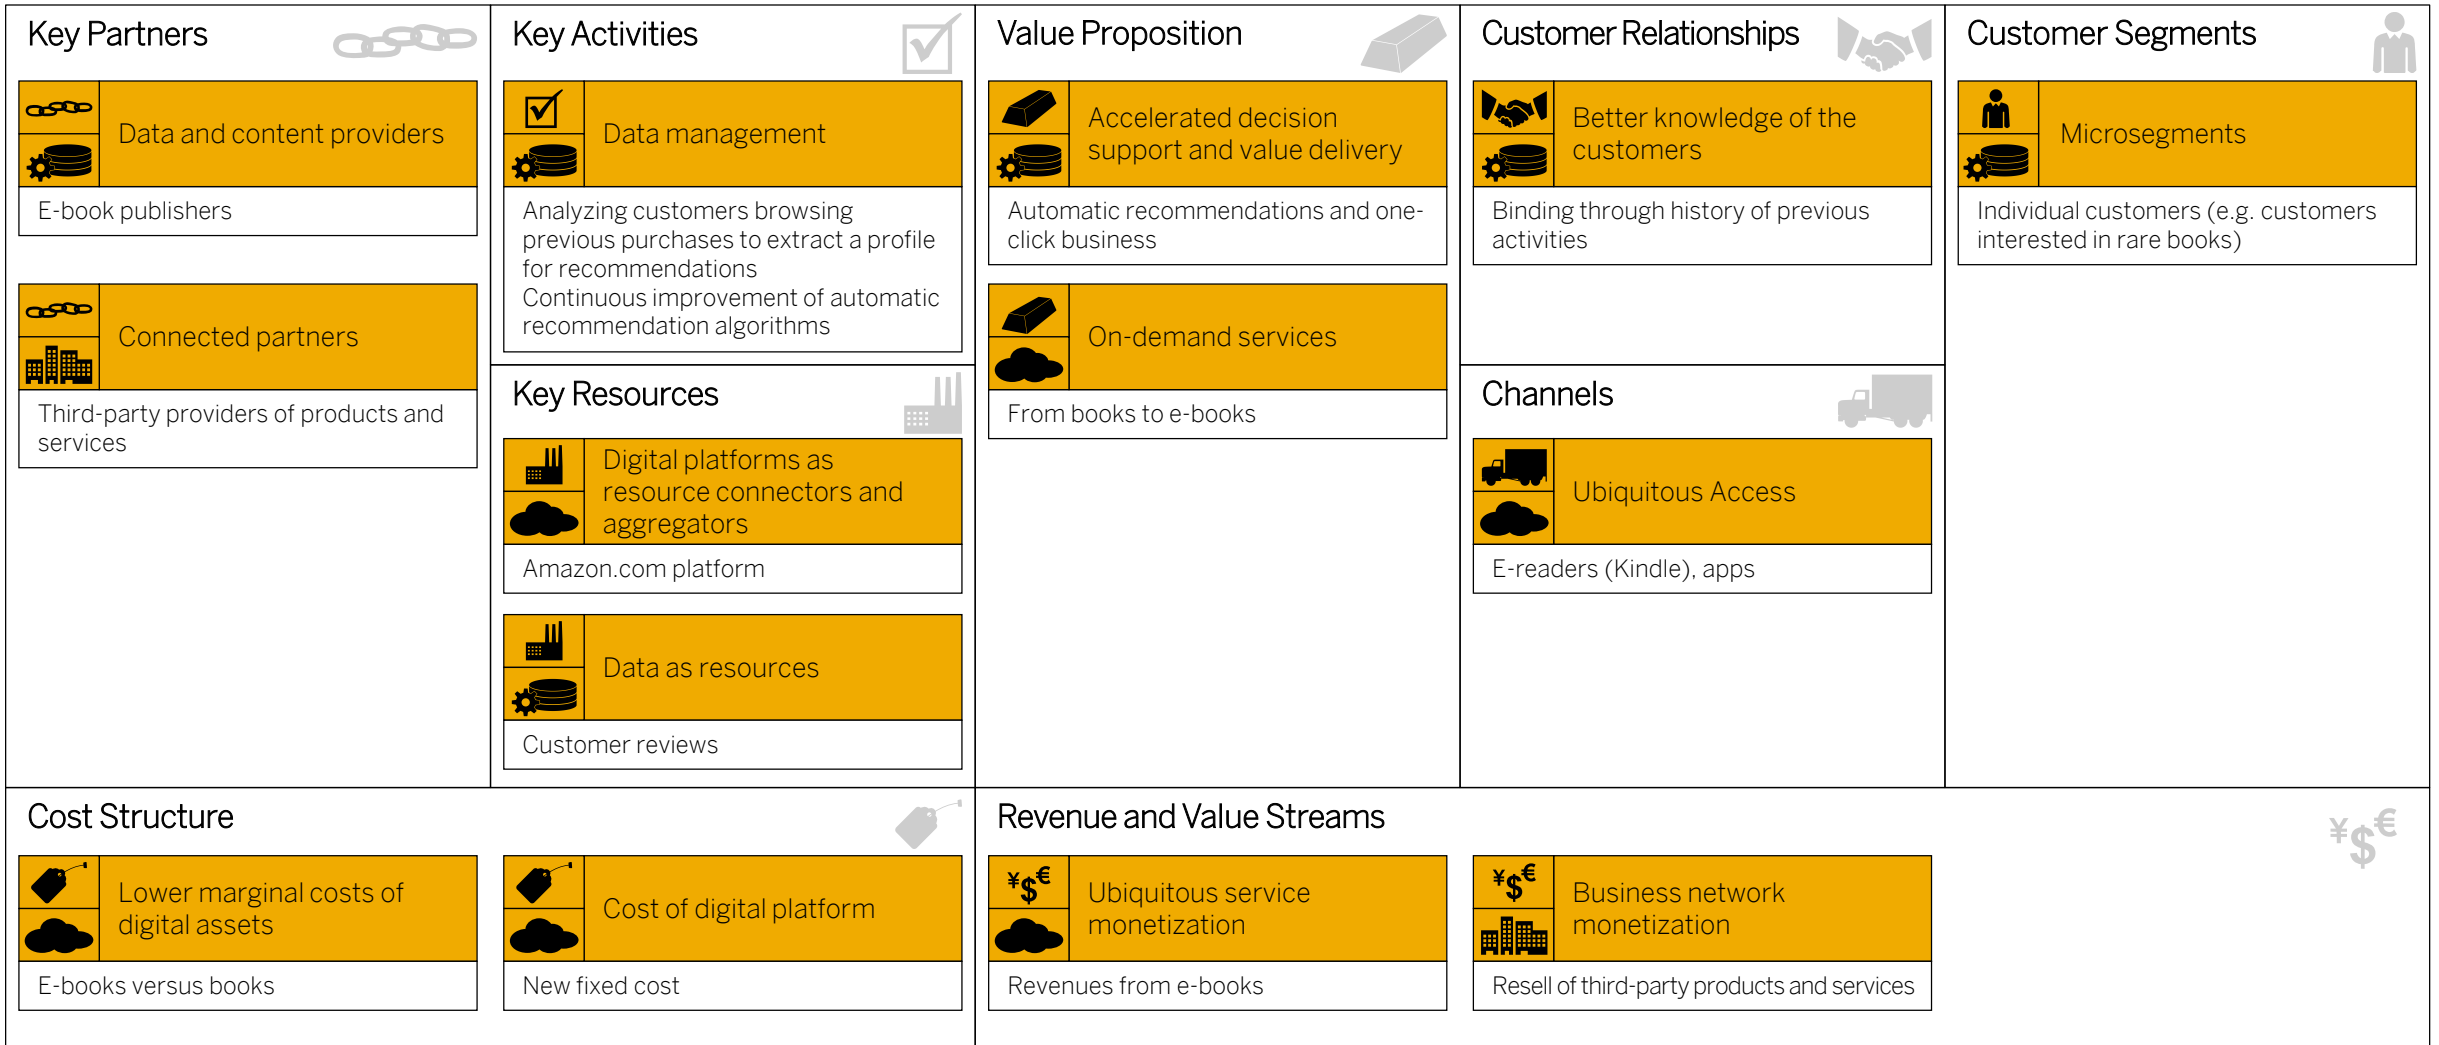 Key Partners
Data and content providers
E-book publishers
Connected partners
Third-party providers of products and
services
Key Activities
Data management
Analyzing customers browsing
previous purchases to extract a profile
for recommendations
Continuous improvement of automatic
recommendation algorithms
Key Resources
Digital platforms as
resource connectors and
aggregators
Amazon.com platform
Data as resources
Customer reviews
Value Proposition
Accelerated decision
support and value delivery
Automatic recommendations and one-
click business
On-demand services
From books to e-books
Customer Relationships
Better knowledge of the
customers
Binding through history of previous
activities
Channels
Ubiquitous Access
E-readers (Kindle), apps
Customer Segments
Microsegments
Individual customers (e.g. customers
interested in rare books)
Cost Structure
Lower marginal costs of
digital assets
E-books versus books
Cost of digital platform
New fixed cost
Revenue and Value Streams
¥$€
¥$€
Ubiquitous service
monetization
Revenues from e-books
¥$€
Business network
monetization
Resell of third-party products and services